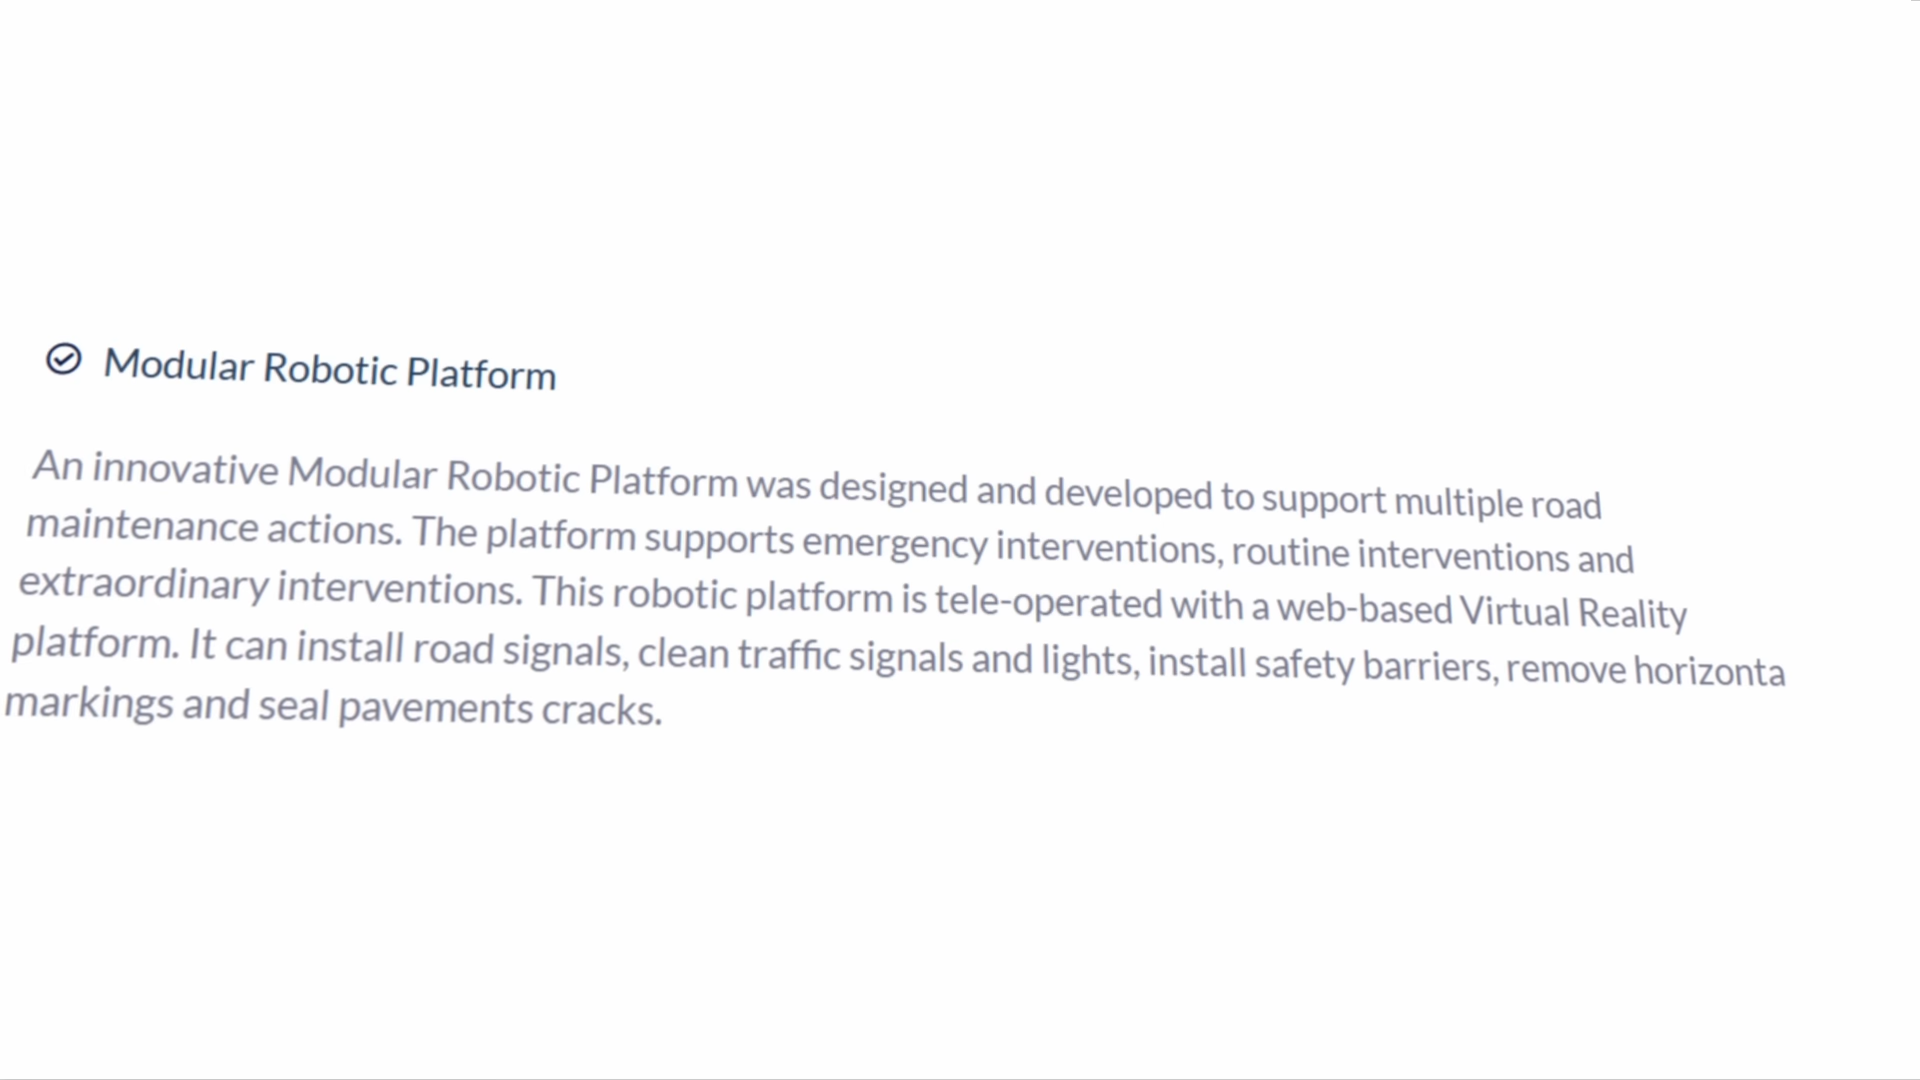 Modular Robotic Platform
An innovative Modular Robotic Platform was designed and developed to support multiple road
maintenance actions. The platform supports emergency interventions, routine interventions and
extraordinary interventions. This robotic platform is tele-operated with a web-based Virtual Reality
platform. It can install road signals, clean traffic signals and lights, install safety barriers, remove horizonta
markings and seal pavements cracks.